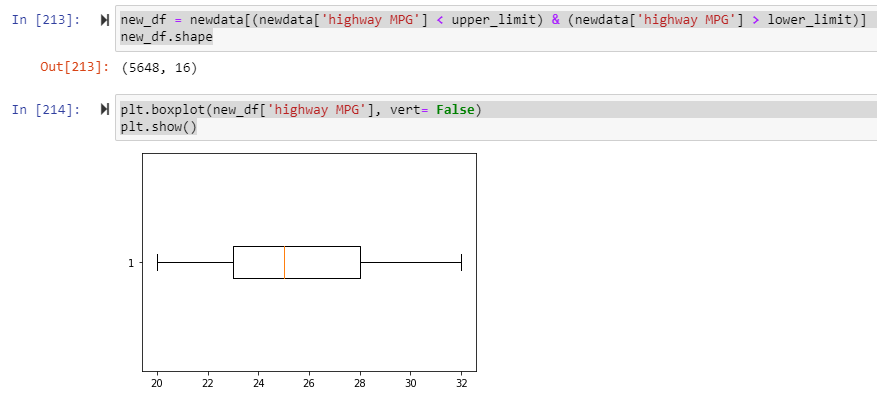 In [213]: new_df = newdata[(newdata['highway MPG'] < upper_limit) & (newdata['highway MPG'] > lower_limit)]
new_df.shape
Out[213]: (5648, 16)
In [214]: plt.boxplot(new_df['highway MPG'], vert= False)
plt.show()
1
20 22 24 26 28 30 32